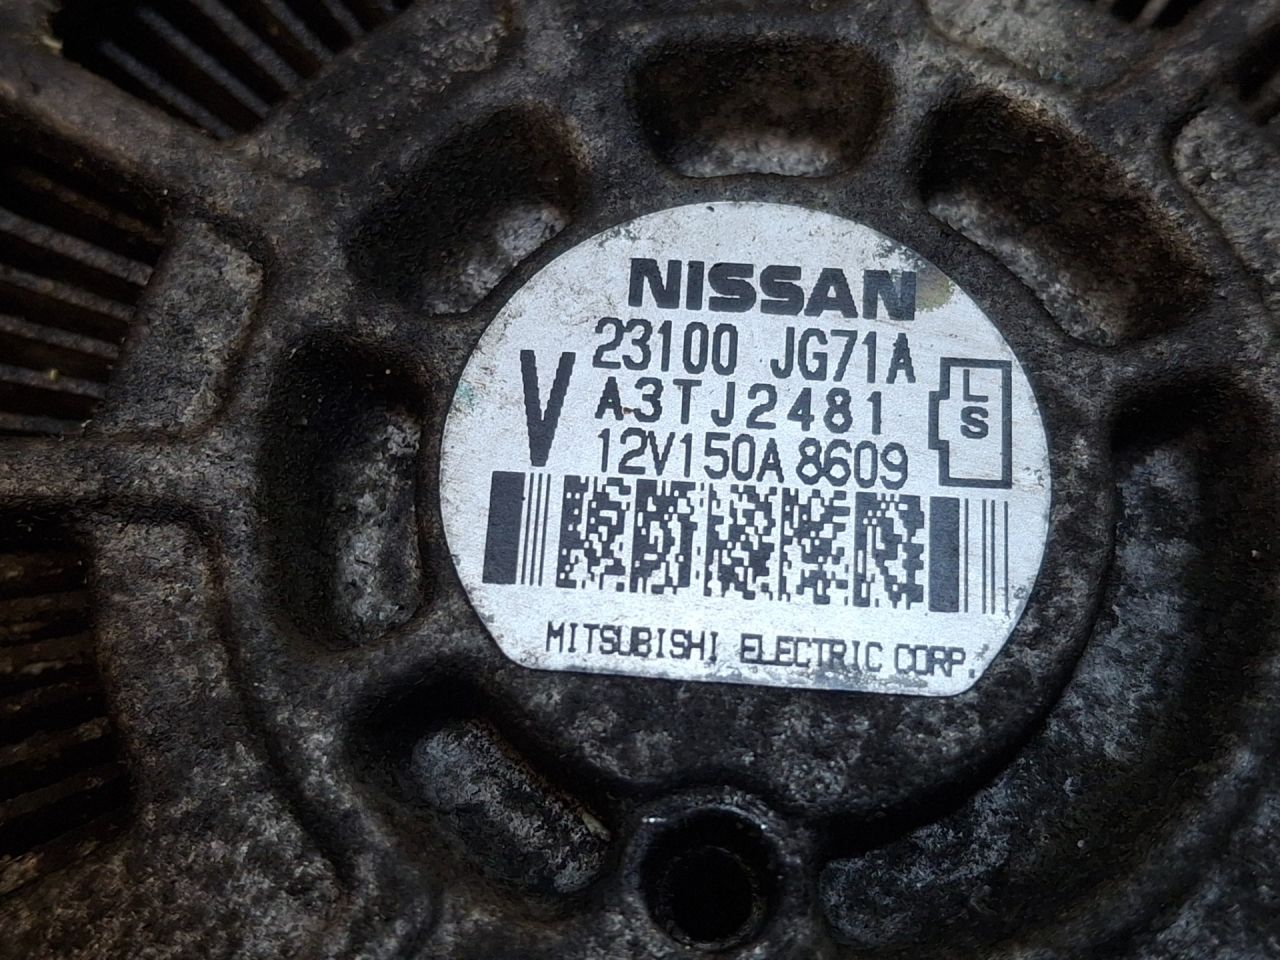 NISSAN
23100 JG71A
V
A3TJ2481
12V150A 8609
L
S
MITSUBISHI ELECTRIC CORP.